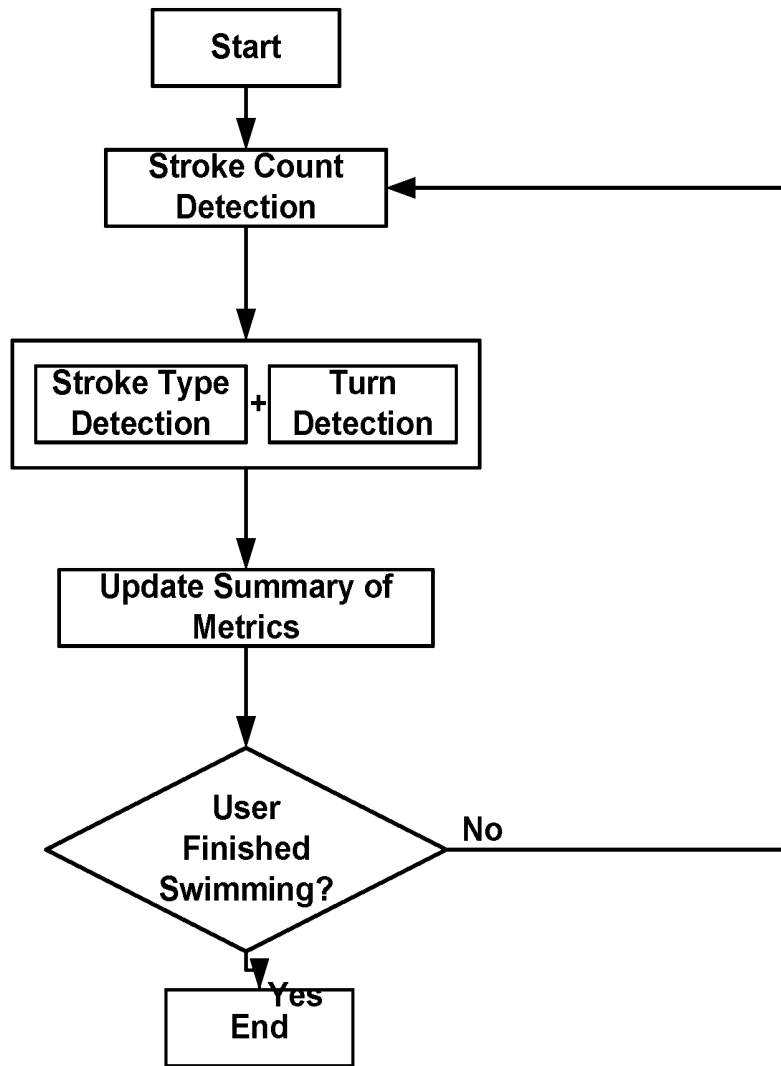 Start
Stroke Count
Detection
Stroke Type
Detection
+
Turn
Detection
Update Summary of
Metrics
User
Finished
Swimming?
No
Yes
End